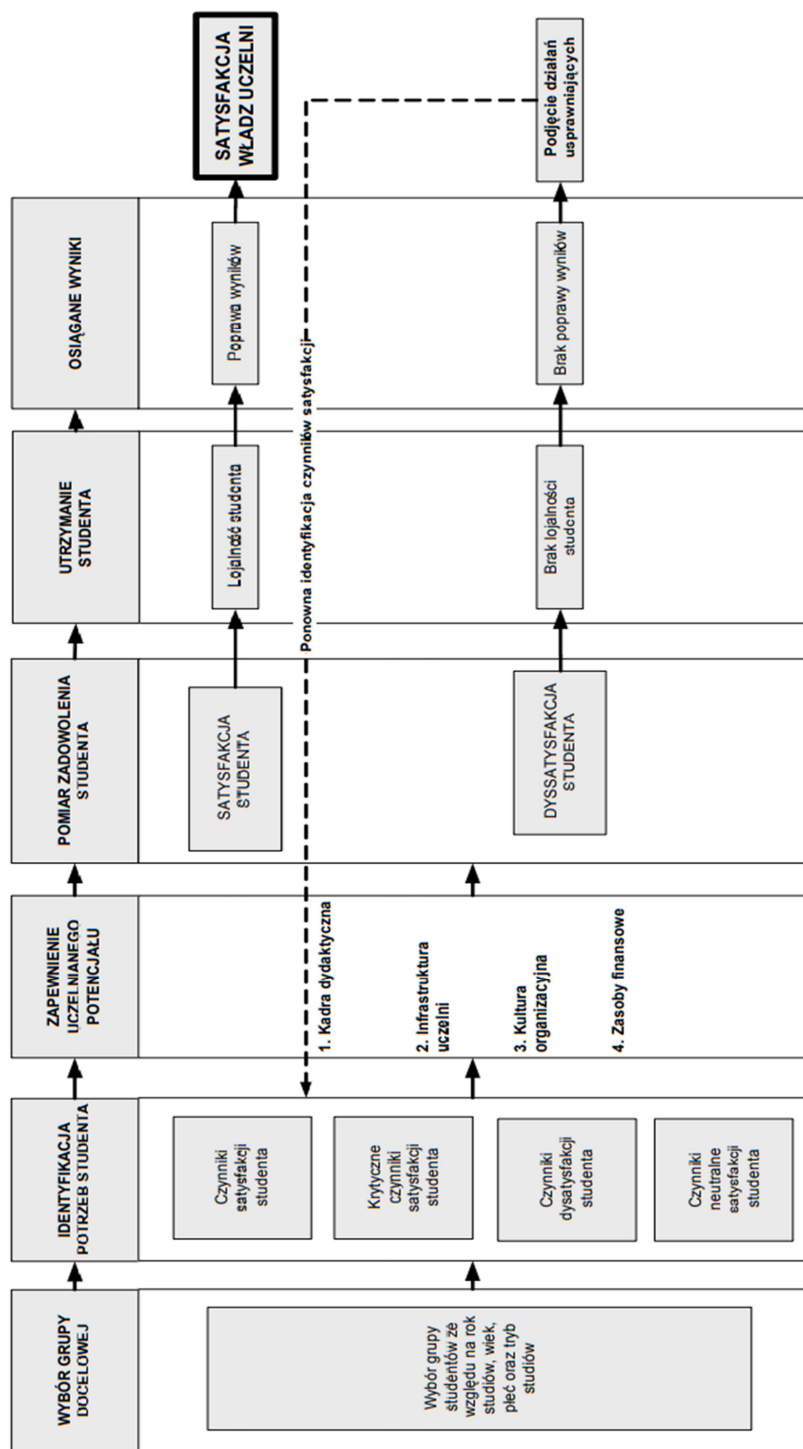 WYBÓR GRUPY
DOCELOWEJ
IDENTYFIKACJA
POTRZEB STUDENTA
ZAPEWNIENIE
UCZELNIANEGO
POTENCJAŁU
POMIAR ZADOWOLENIA
STUDENTA
UTRZYMANIE
STUDENTA
OSIĄGANE WYNIKI
Wybór grupy
studentów ze
względu na rok
studiów, wiek,
płeć oraz tryb
studiów
Czynniki
satysfakcji
studenta
Krytyczne
czynniki
satysfakcji
studenta
Czynniki
dysatysfakcji
studenta
Czynniki
neutralne
satysfakcji
studenta
1. Kadra dydaktyczna
2. Infrastruktura
uczelni
3. Kultura
organizacyjna
4. Zasoby finansowe
SATYSFAKCJA
STUDENTA
Lojalność studenta
Poprawa wyników
SATYSFAKCJA
WŁADZ UCZELNI
Ponowna identyfikacja czynników satysfakcji
DYSSATYSFAKCJA
STUDENTA
Brak lojalności
studenta
Brak poprawy wyników
Podjęcie działań
usprawniających